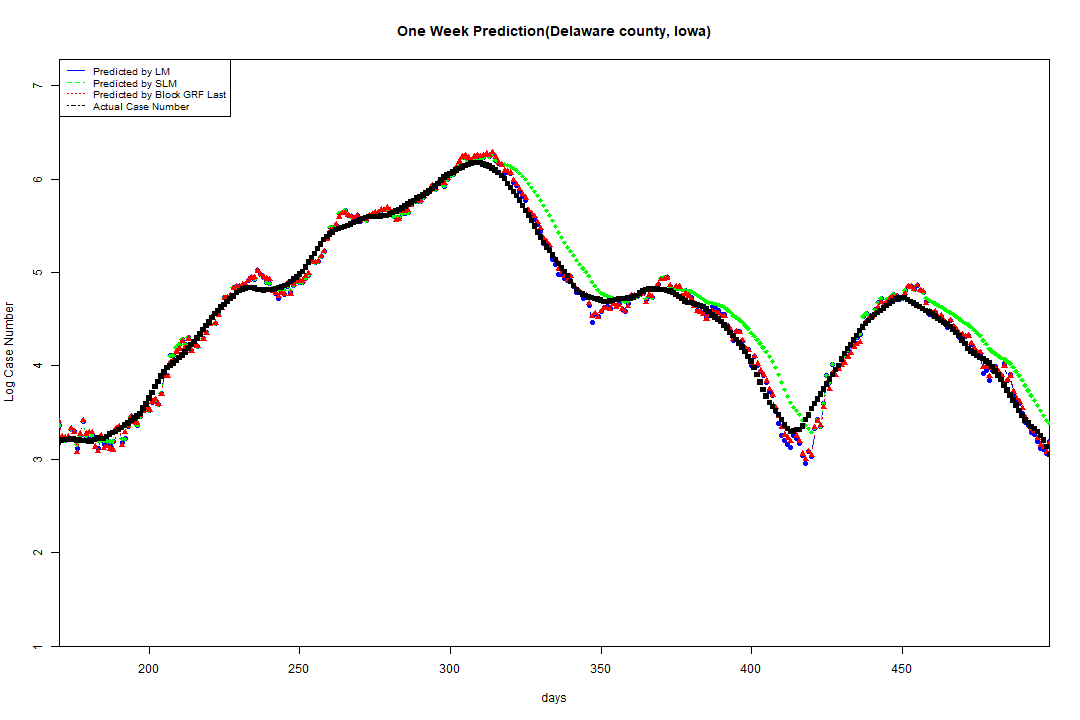 One Week Prediction(Delaware county, Iowa)
Predicted by LM
Predicted by SLM
Predicted by Block GRF Last
Actual Case Number
7
6
5
4
3
2
1
Log Case Number
200 250 300 350 400 450
days